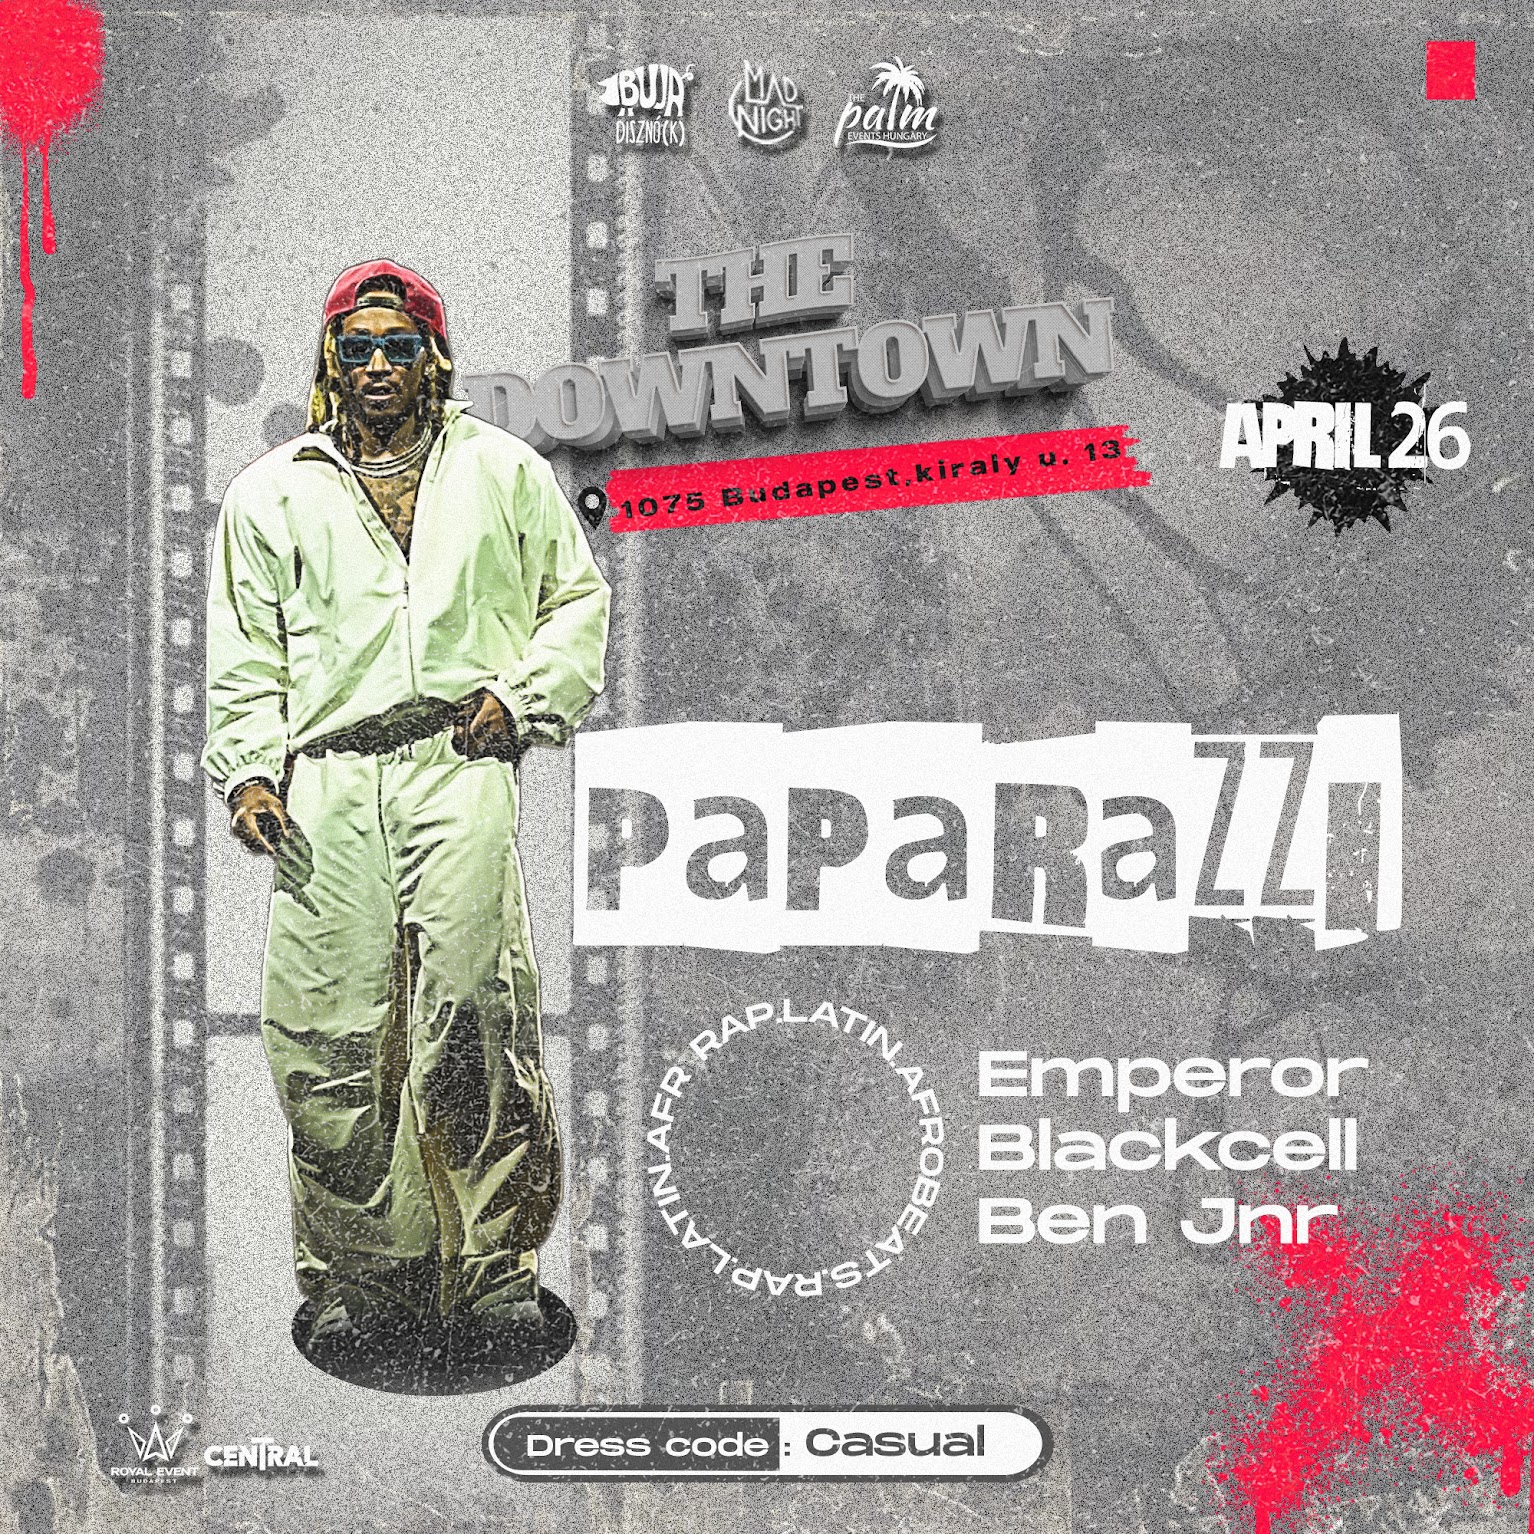 BUJA
DISZNÓ(K)
MAD
NIGHT
THE
palm
EVENTS HUNGARY
THE
DOWNTOWN
1075 Budapest,kiraly u. 13
APRIL 26
PaPaRaZZI
RAP.LATIN.AFROBEATS.RAP.LATIN.AFR
Emperor
Blackcell
Ben Jnr
Dress code : Casual
ROYAL EVENT
BUDAPEST
CENTRAL